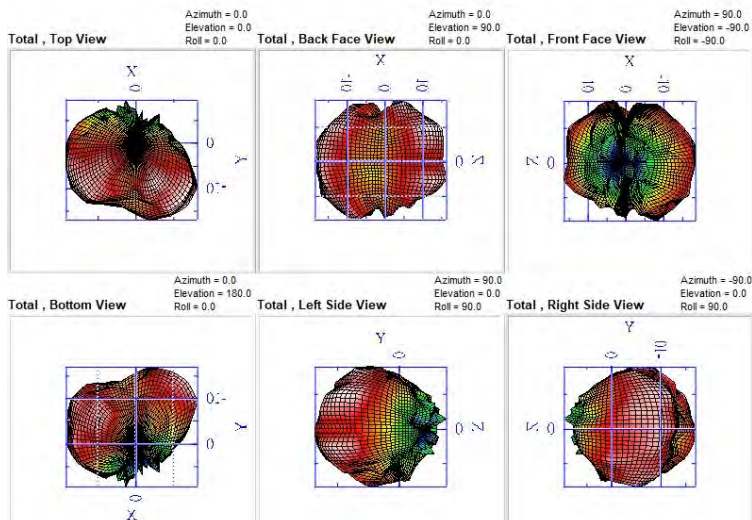 Azimuth = 0.0
Elevation = 0.0
Roll = 0.0
Total , Top View
X
0
0
-10
Y
Azimuth = 0.0
Elevation = 90.0
Roll = 0.0
Total , Back Face View
X
-10
0
10
0
Z
Azimuth = 90.0
Elevation = -90.0
Roll = -90.0
Total , Front Face View
X
10
0
-10
Z
0
Azimuth = 0.0
Elevation = 180.0
Roll = 0.0
Total , Bottom View
-10
0
Y
0
X
Azimuth = 90.0
Elevation = 0.0
Roll = 90.0
Total , Left Side View
Y
0
0
Z
Azimuth = -90.0
Elevation = 0.0
Roll = 90.0
Total , Right Side View
Y
0
-10
Z
0